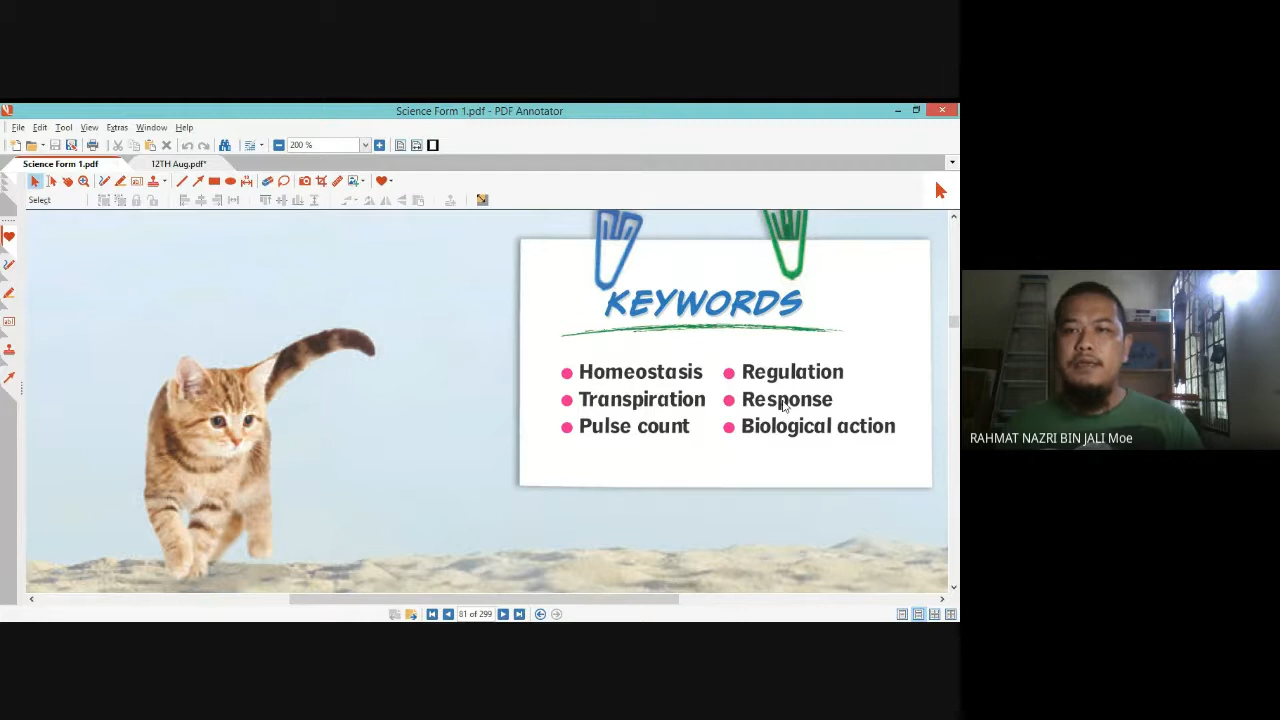 Science Form 1.pdf - PDF Annotator
File Edit Tool View Extras Window Help
200 %
Science Form 1.pdf
12TH Aug.pdf*
Select
KEYWORDS
Homeostasis
Transpiration
Pulse count
Regulation
Response
Biological action
81 of 299
RAHMAT NAZRI BIN JALI Moe